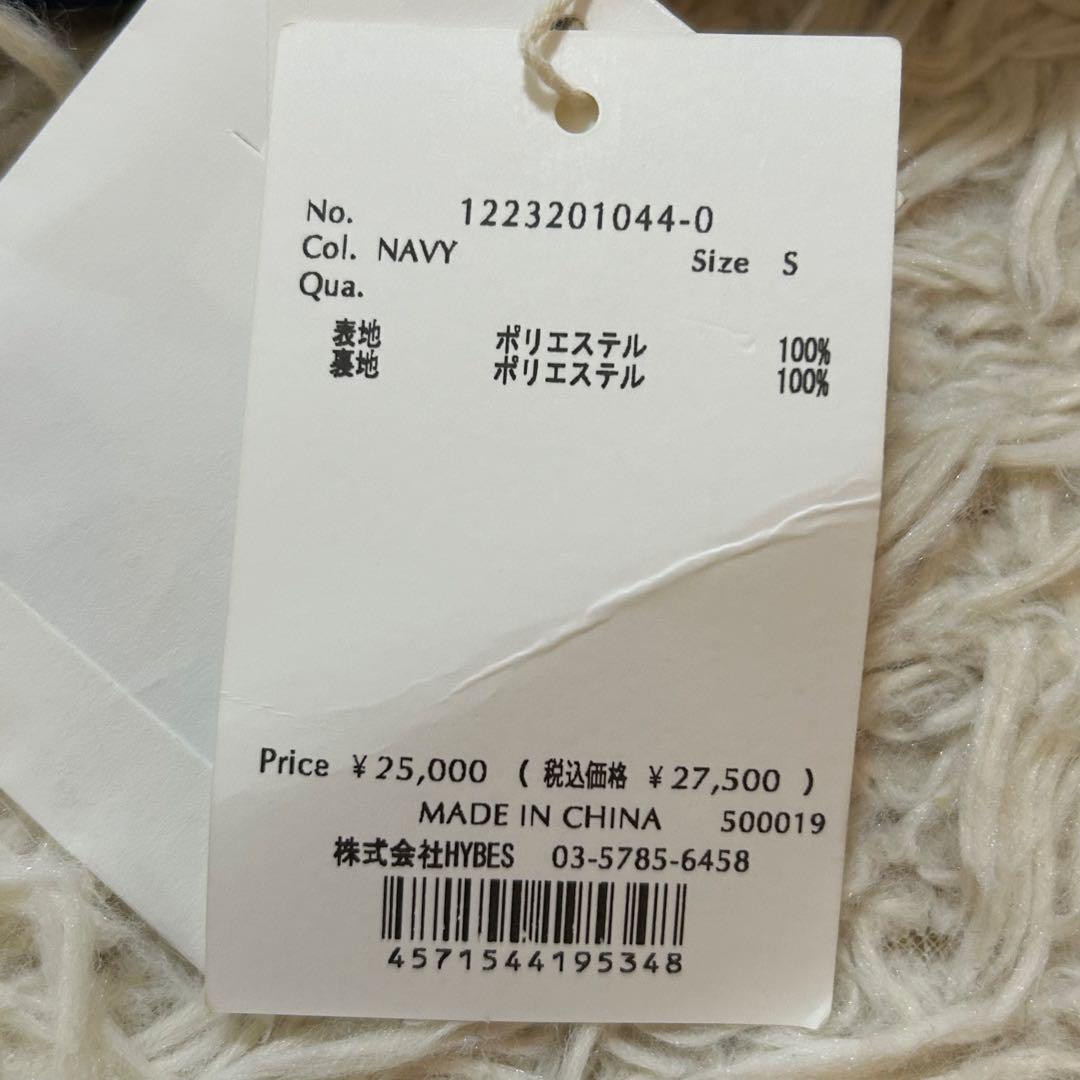 No. 1223201044-0
Col. NAVY Size S
Qua.
表地 ポリエステル 100%
裏地 ポリエステル 100%
Price ¥25,000 (税込価格 ¥27,500)
MADE IN CHINA 500019
株式会社HYBES 03-5785-6458
4571544195348